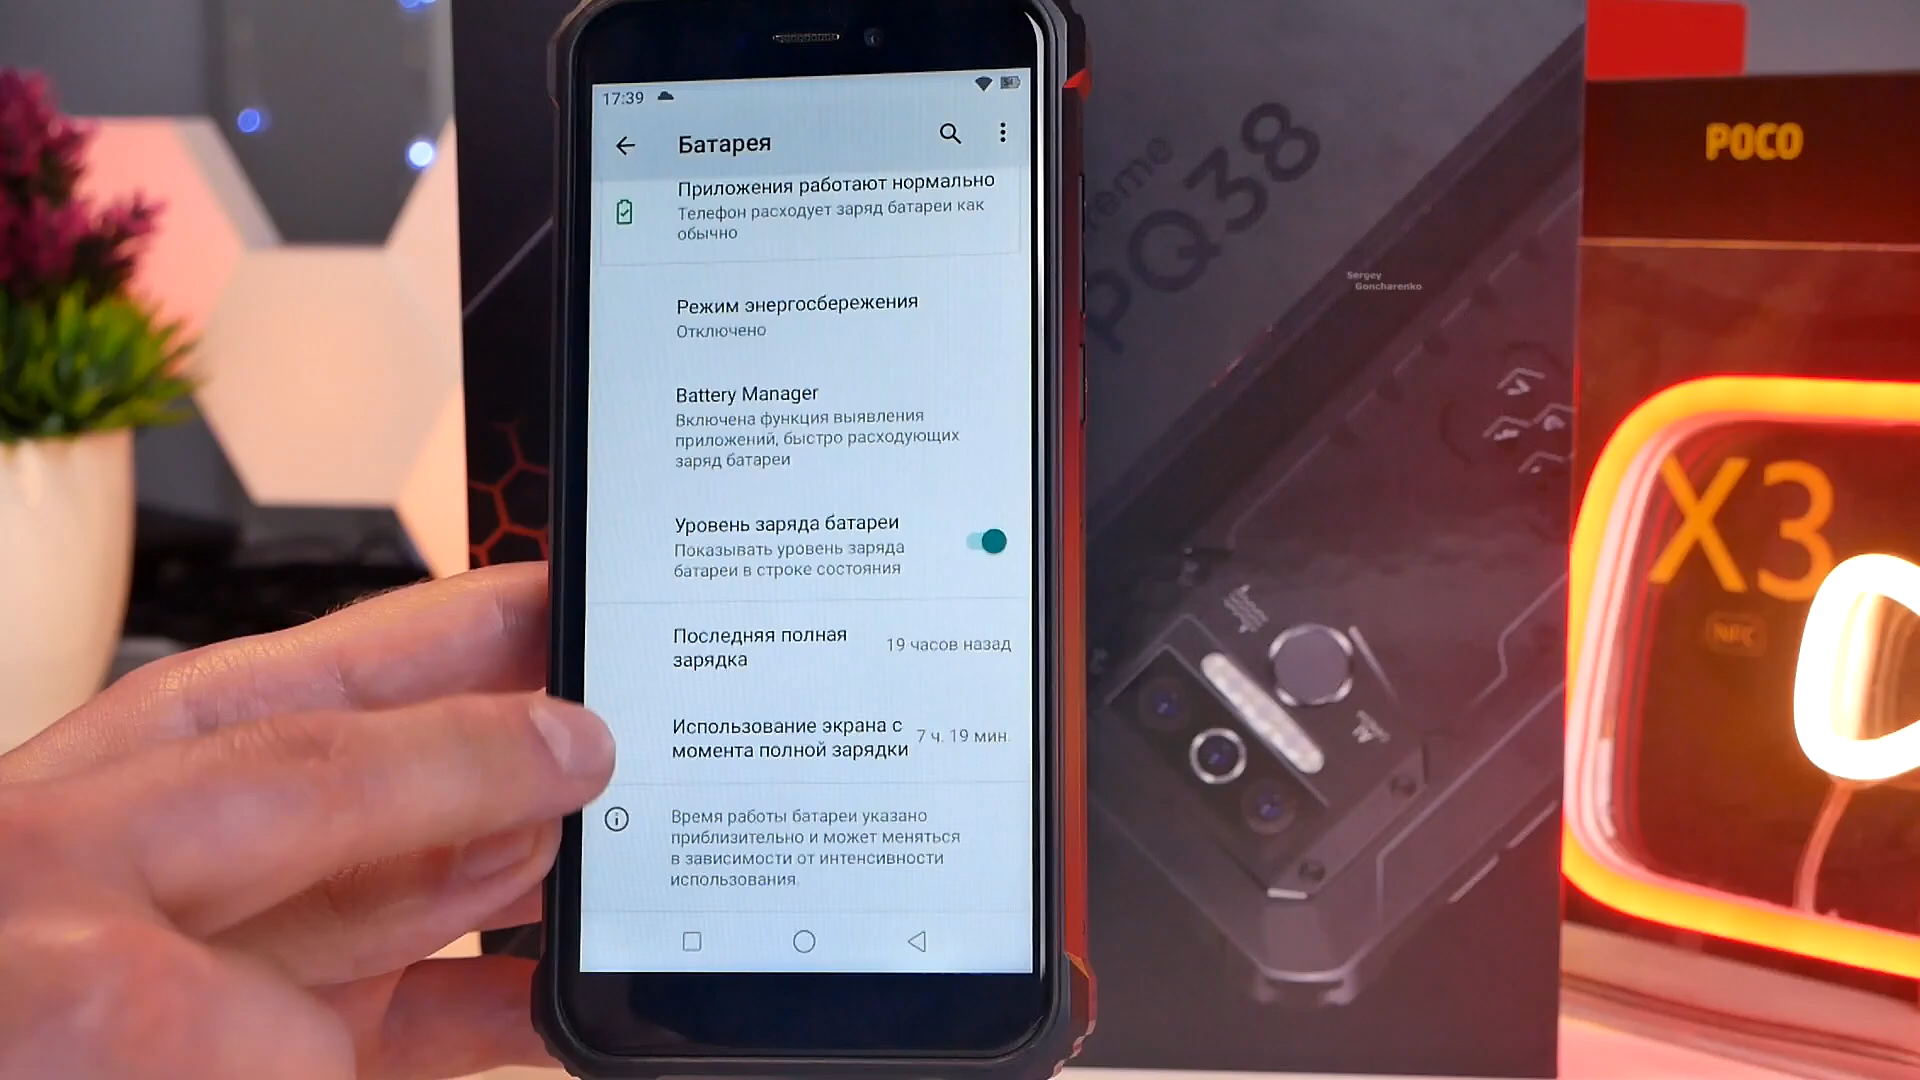 17:39
54
Батарея
Приложения работают нормально
Телефон расходует заряд батареи как
обычно
Режим энергосбережения
Отключено
Battery Manager
Включена функция выявления
приложений, быстро расходующих
заряд батареи
Уровень заряда батареи
Показывать уровень заряда
батареи в строке состояния
Последняя полная
зарядка
19 часов назад
Использование экрана с
момента полной зарядки
7 ч. 19 мин.
Время работы батареи указано
приблизительно и может меняться
в зависимости от интенсивности
использования.
PQ38
Sergey
Goncharenko
POCO
X3
NFC
AI